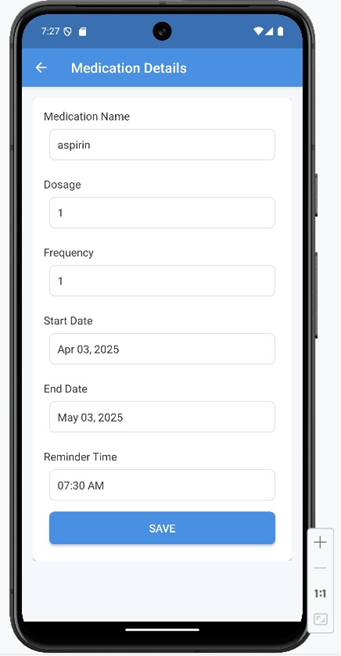 7:27
Medication Details
Medication Name
aspirin
Dosage
1
Frequency
1
Start Date
Apr 03, 2025
End Date
May 03, 2025
Reminder Time
07:30 AM
SAVE
1:1